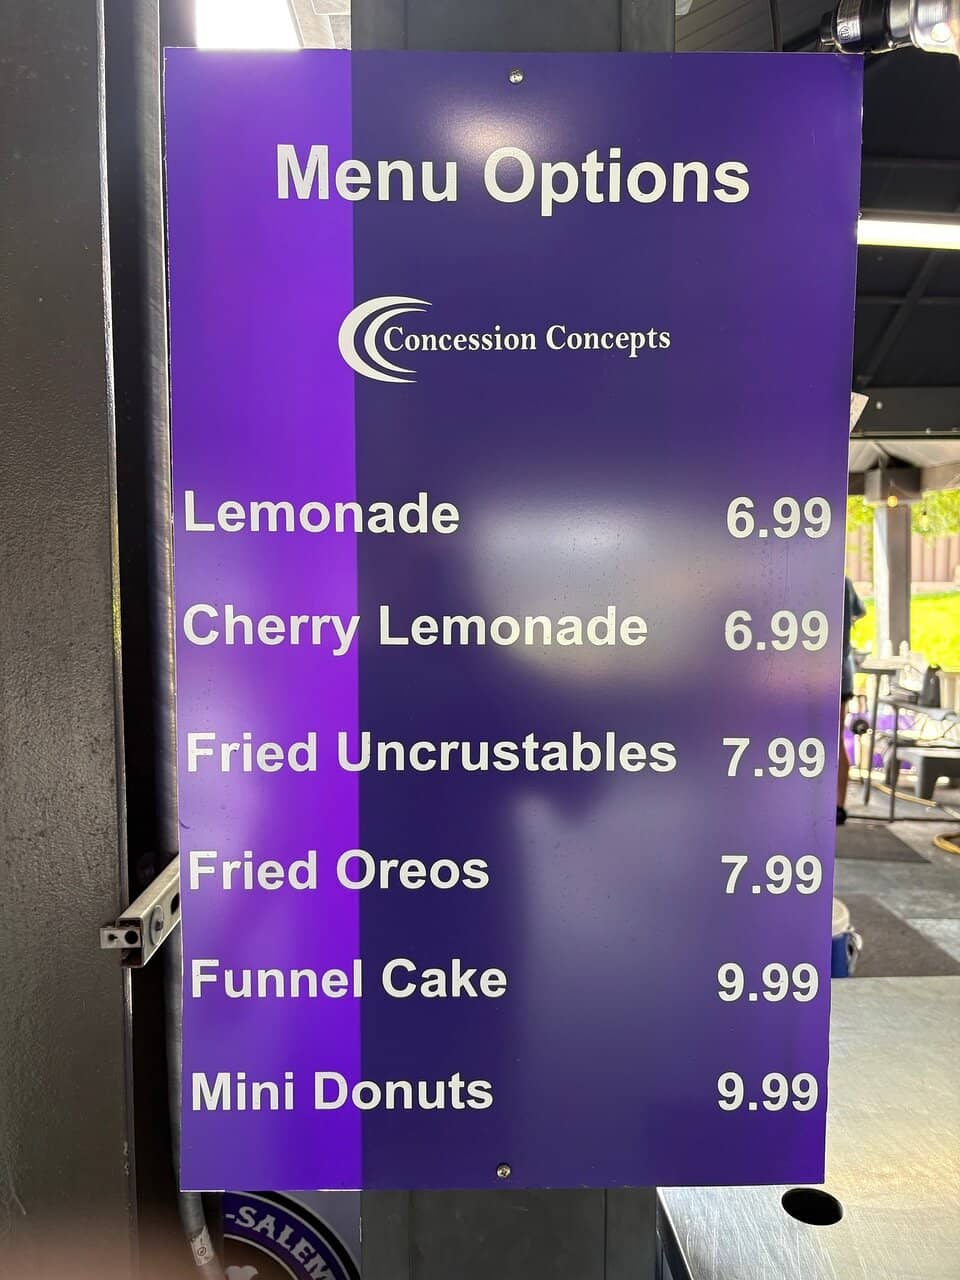 Menu Options
Concession Concepts
Lemonade 6.99
Cherry Lemonade 6.99
Fried Uncrustables 7.99
Fried Oreos 7.99
Funnel Cake 9.99
Mini Donuts 9.99
-SALEM